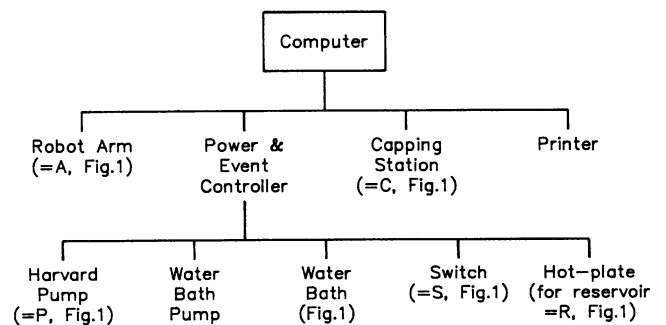 Computer
Robot Arm
(=A, Fig.1)
Power &
Event
Controller
Capping
Station
(=C, Fig.1)
Printer
Harvard
Pump
(=P, Fig.1)
Water
Bath
Pump
Water
Bath
(Fig.1)
Switch
(=S, Fig.1)
Hot-plate
(for reservoir
=R, Fig.1)